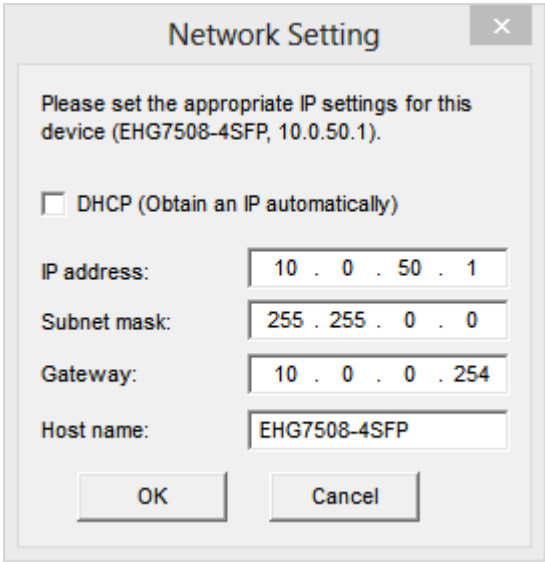 Network Setting
Please set the appropriate IP settings for this
device (EHG7508-4SFP, 10.0.50.1).
DHCP (Obtain an IP automatically)
IP address: 10 . 0 . 50 . 1
Subnet mask: 255 . 255 . 0 . 0
Gateway: 10 . 0 . 0 . 254
Host name: EHG7508-4SFP
OK Cancel